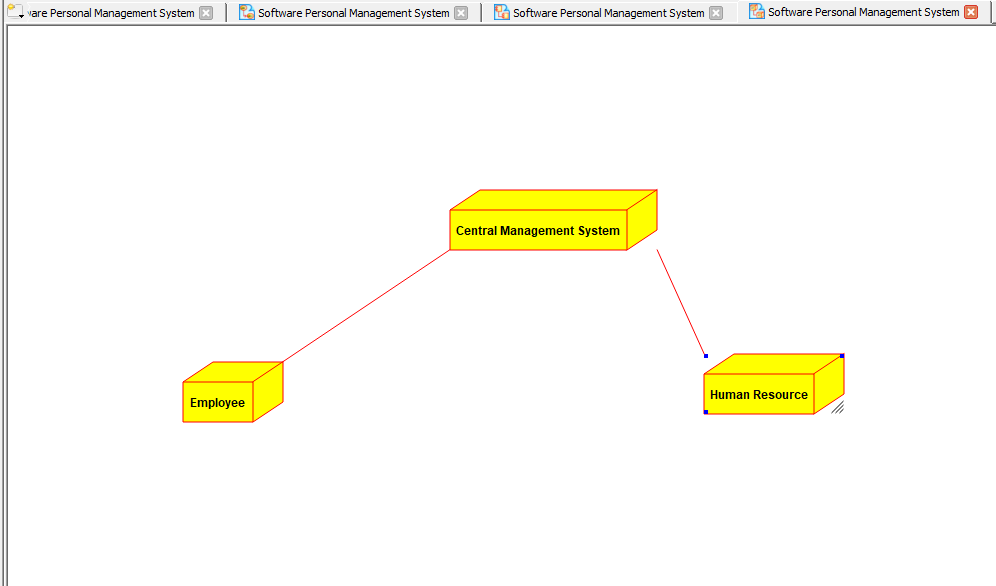 ware Personal Management System
Software Personal Management System
Software Personal Management System
Software Personal Management System
Central Management System
Employee
Human Resource